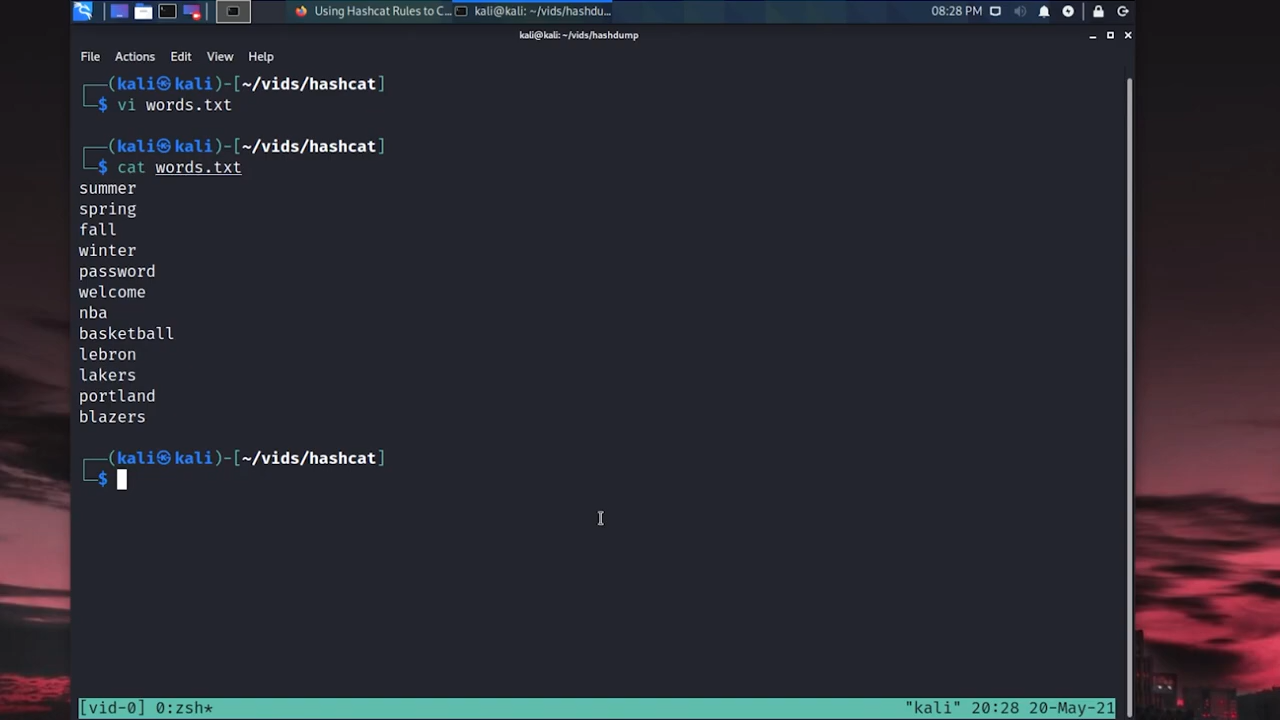 Using Hashcat Rules to C...
kali@kali: ~/vids/hashdu...
08:28 PM
kali@kali: ~/vids/hashdump
File Actions Edit View Help
┌──(kali㉿kali)-[~/vids/hashcat]
└─$ vi words.txt
┌──(kali㉿kali)-[~/vids/hashcat]
└─$ cat words.txt
summer
spring
fall
winter
password
welcome
nba
basketball
lebron
lakers
portland
blazers
┌──(kali㉿kali)-[~/vids/hashcat]
└─$
[vid-0] 0:zsh* "kali" 20:28 20-May-21